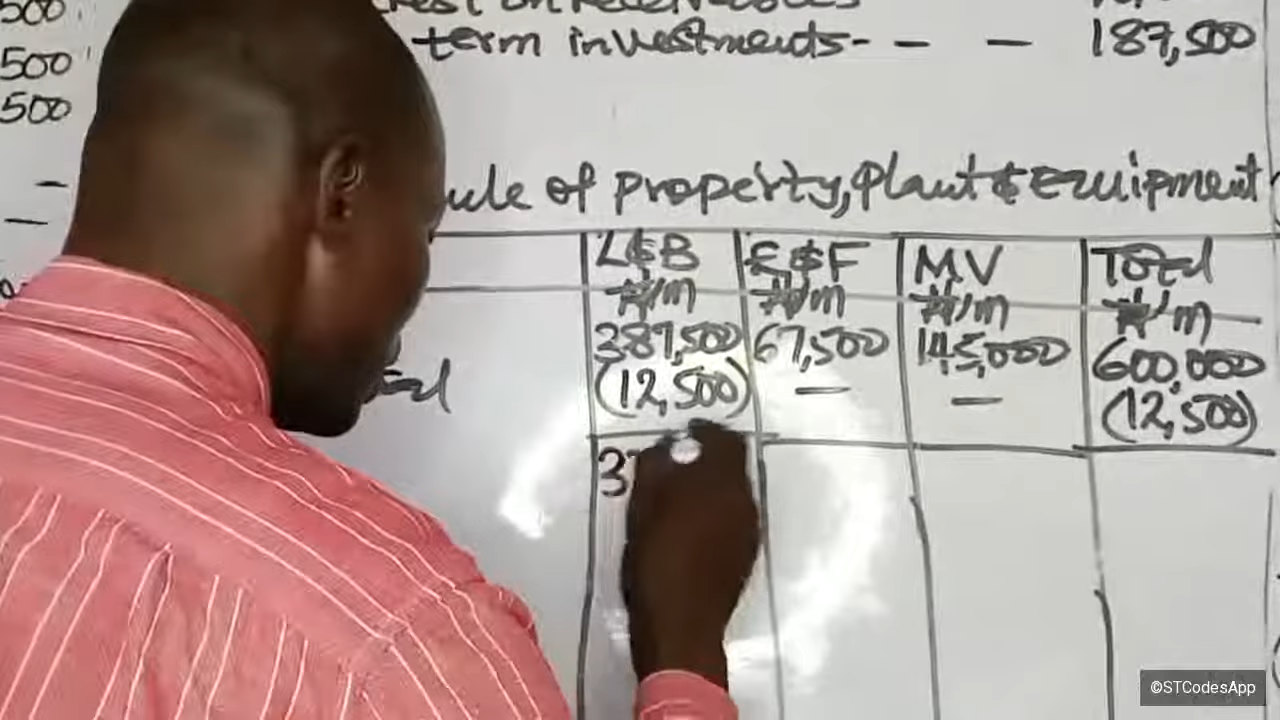 500
term investments - - - 187,500
500
500
of property, plant & Equipment
L&B E&F MV Total
₦/m ₦/m ₦/m ₦/m
387,500 67,500 145,000 600,000
(12,500) — — (12,500)
3
©STCodesApp